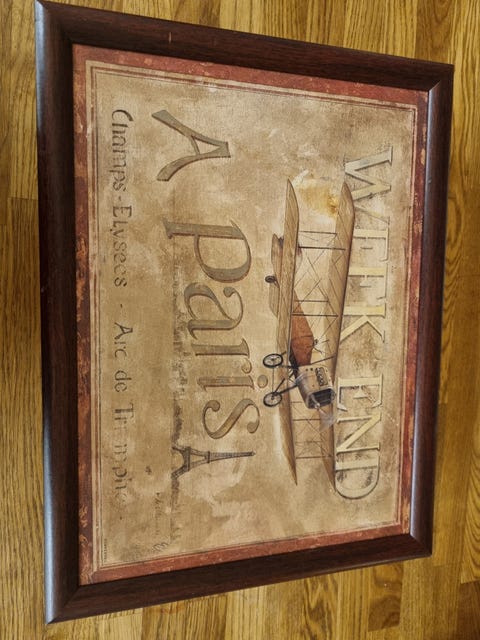 WEEK END
A paris
Champs-Elysees - Arc de Triomphe -